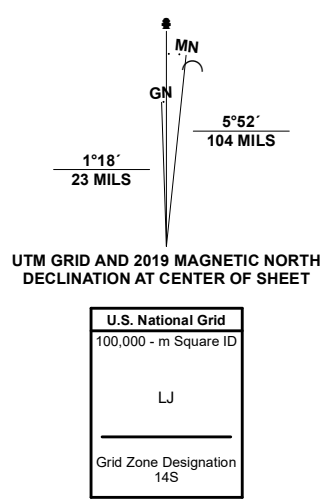 MN
GN
5°52´
104 MILS
1°18´
23 MILS
UTM GRID AND 2019 MAGNETIC NORTH
DECLINATION AT CENTER OF SHEET
U.S. National Grid
100,000 - m Square ID
LJ
Grid Zone Designation
14S